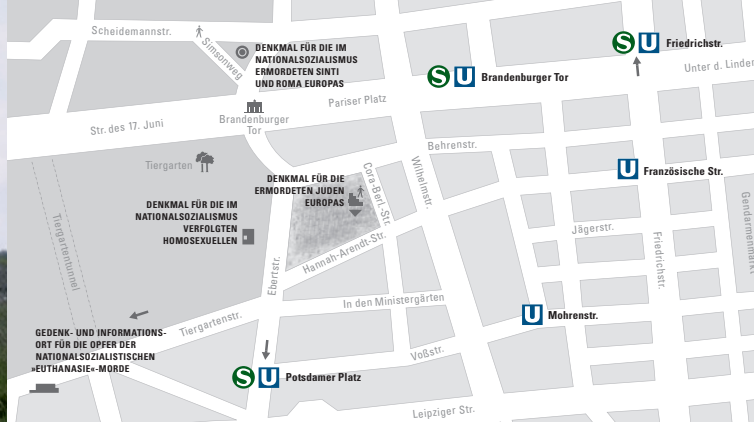 Scheidemannstr.
Simsonweg
DENKMAL FÜR DIE IM
NATIONALSOZIALISMUS
ERMORDETEN SINTI
UND ROMA EUROPAS
S U Friedrichstr.
Unter d. Linden
S U Brandenburger Tor
Pariser Platz
Brandenburger
Tor
Str. des 17. Juni
Behrenstr.
Tiergarten
DENKMAL FÜR DIE
ERMORDETEN JUDEN
EUROPAS
Cora-Berl.-Str.
Wilhelmstr.
U Französische Str.
DENKMAL FÜR DIE IM
NATIONALSOZIALISMUS
VERFOLGTEN
HOMOSEXUELLEN
Tiergartentunnel
Gendarmenmarkt
Jägerstr.
Friedrichstr.
Hannah-Arendt-Str.
Ebertstr.
In den Ministergärten
Tiergartenstr.
U Mohrenstr.
GEDENK- UND INFORMATIONS-
ORT FÜR DIE OPFER DER
NATIONALSOZIALISTISCHEN
»EUTHANASIE«-MORDE
Voßstr.
S U Potsdamer Platz
Leipziger Str.